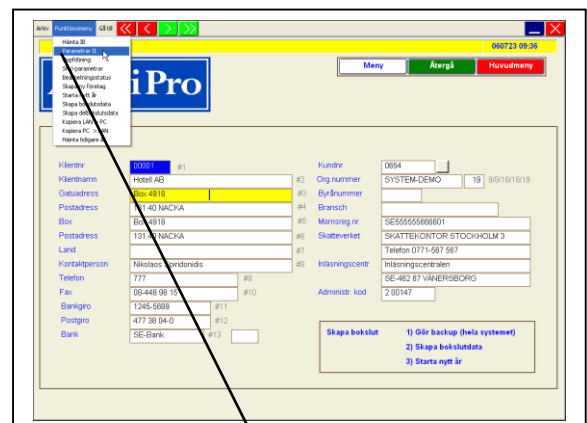 Arkiv Funktionsmeny Gå till
Hämta IB
Parametrar II
Uppföljning
SRU-parametrar
Bearbetningsstatus
Skapa ny företag
Starta nytt år
Skapa bokslutsdata
Skapa delbokslutsdata
Kopiera LAN > PC
Kopiera PC > LAN
Hämta tidigare år
060723 09:36
Meny Återgå Huvudmeny
i Pro
Klientnr 00001 #1
Klientnamn Hotell AB #2
Gatuadress Box 4918 #3
Postadress 131 40 NACKA #4
Box Box 4918 #5
Postadress 131 40 NACKA #6
Land #7
Kontaktperson Nikolaos Spiridonidis #8
Telefon 777 #9
Fax 08-448 98 15 #10
Bankgiro 1245-5689 #11
Postgiro 477 38 04-0 #12
Bank SE-Bank #13
Kundnr 0654
Org.nummer SYSTEM-DEMO 19 9/8/16/18/19
Byrånummer
Bransch
Momsreg.nr SE555555666601
Skatteverket SKATTEKONTOR STOCKHOLM 3
Telefon 0771-567 567
Inläsningscentr. Inläsningscentralen
SE-462 87 VÄNERSBORG
Administr. kod 2 00147
Skapa bokslut 1) Gör backup (hela systemet)
2) Skapa bokslutdata
3) Starta nytt år